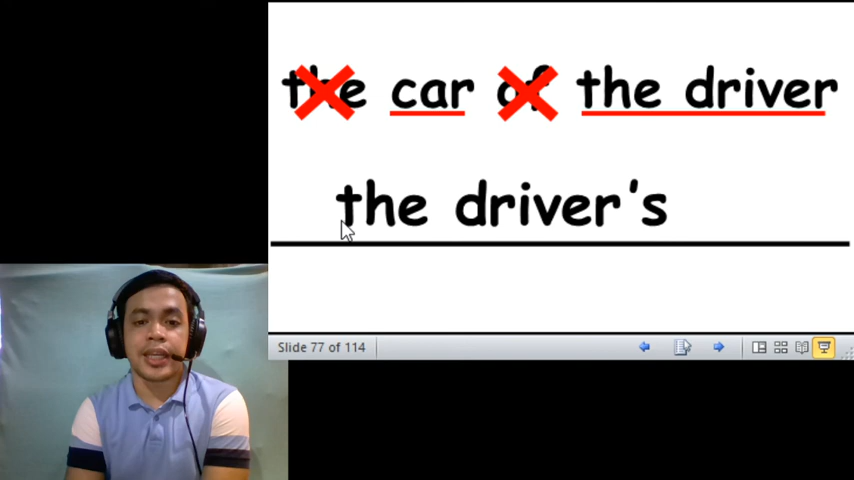 the car of the driver
the driver's
Slide 77 of 114